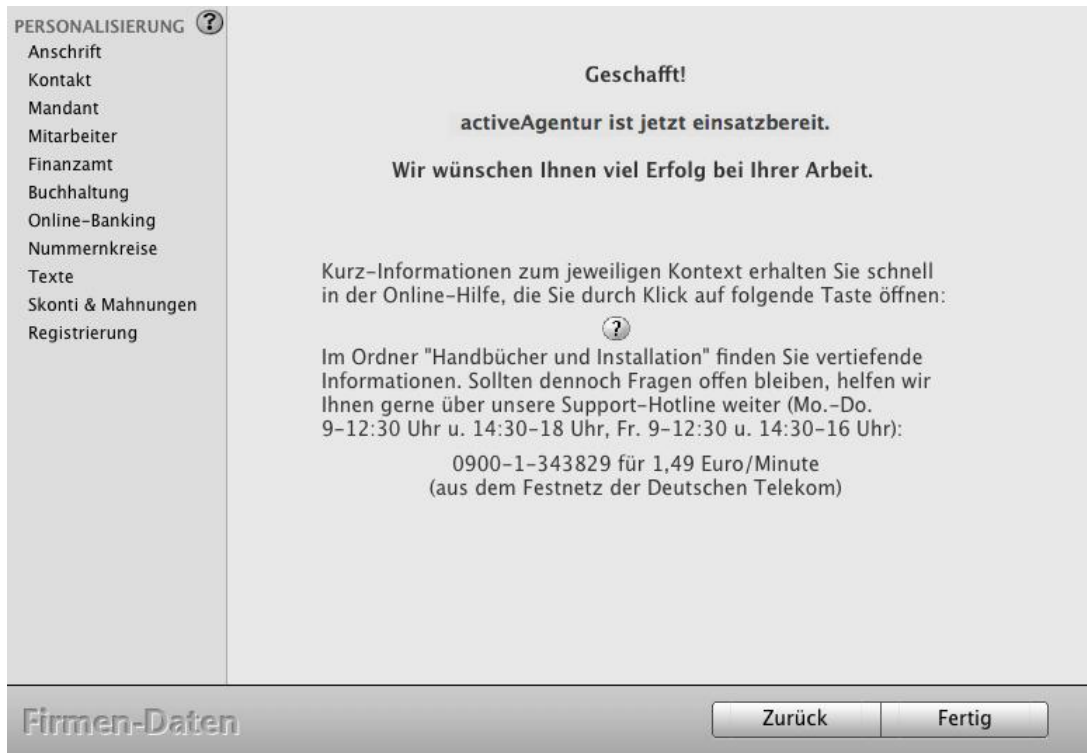 PERSONALISIERUNG ?
Anschrift
Kontakt
Mandant
Mitarbeiter
Finanzamt
Buchhaltung
Online-Banking
Nummernkreise
Texte
Skonti & Mahnungen
Registrierung
Geschafft!
activeAgentur ist jetzt einsatzbereit.
Wir wünschen Ihnen viel Erfolg bei Ihrer Arbeit.
Kurz-Informationen zum jeweiligen Kontext erhalten Sie schnell
in der Online-Hilfe, die Sie durch Klick auf folgende Taste öffnen:
?
Im Ordner "Handbücher und Installation" finden Sie vertiefende
Informationen. Sollten dennoch Fragen offen bleiben, helfen wir
Ihnen gerne über unsere Support-Hotline weiter (Mo.-Do.
9-12:30 Uhr u. 14:30-18 Uhr, Fr. 9-12:30 u. 14:30-16 Uhr):
0900-1-343829 für 1,49 Euro/Minute
(aus dem Festnetz der Deutschen Telekom)
Firmen-Daten
Zurück
Fertig